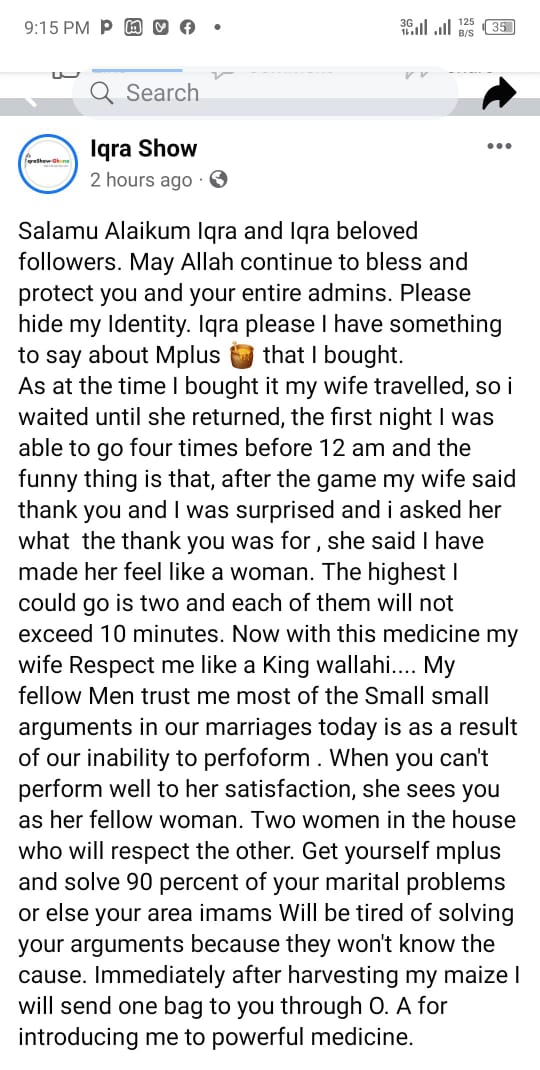 9:15 PM
3G
125
B/S
35
Search
Iqra Show
2 hours ago ·
Salamu Alaikum Iqra and Iqra beloved
followers. May Allah continue to bless and
protect you and your entire admins. Please
hide my Identity. Iqra please I have something
to say about Mplus 🍯 that I bought.
As at the time I bought it my wife travelled, so i
waited until she returned, the first night I was
able to go four times before 12 am and the
funny thing is that, after the game my wife said
thank you and I was surprised and i asked her
what  the thank you was for , she said I have
made her feel like a woman. The highest I
could go is two and each of them will not
exceed 10 minutes. Now with this medicine my
wife Respect me like a King wallahi.... My
fellow Men trust me most of the Small small
arguments in our marriages today is as a result
of our inability to perfoform . When you can't
perform well to her satisfaction, she sees you
as her fellow woman. Two women in the house
who will respect the other. Get yourself mplus
and solve 90 percent of your marital problems
or else your area imams Will be tired of solving
your arguments because they won't know the
cause. Immediately after harvesting my maize I
will send one bag to you through O. A for
introducing me to powerful medicine.